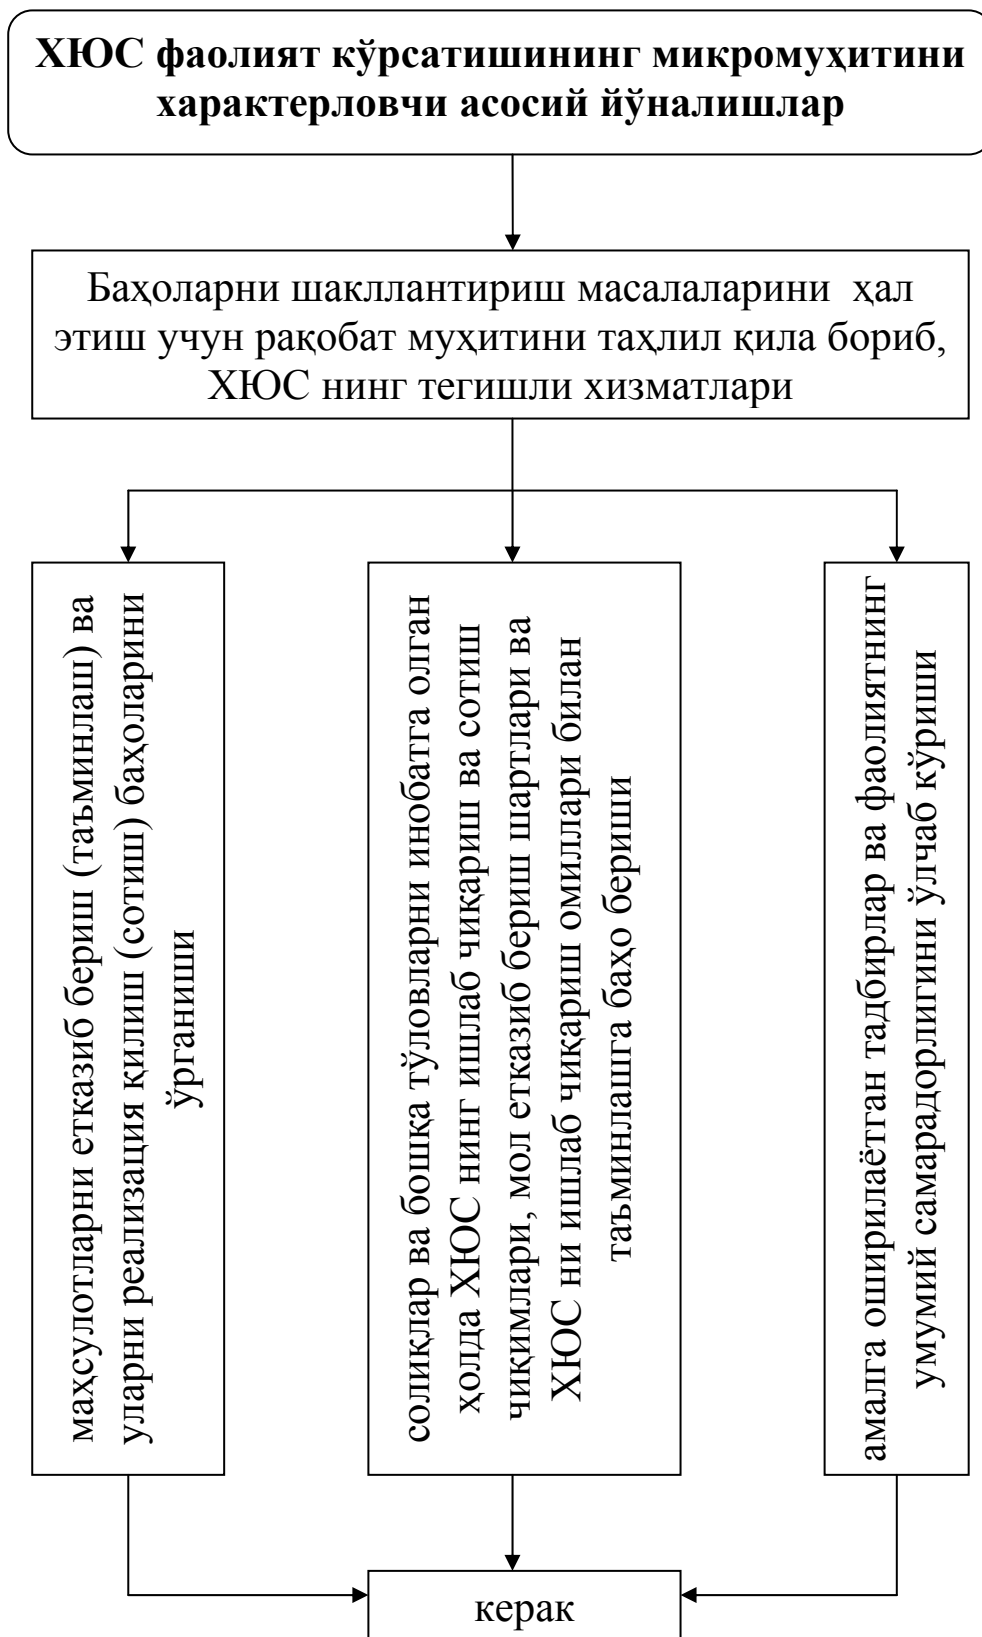 ХЮС фаолият кўрсатишининг микромуҳитини
характерловчи асосий йўналишлар
Баҳоларни шакллантириш масалаларини ҳал
этиш учун рақобат муҳитини таҳлил қила бориб,
ХЮС нинг тегишли хизматлари
маҳсулотларни етказиб бериш (таъминлаш) ва
уларни реализация қилиш (сотиш) баҳоларини
ўрганиши
солиқлар ва бошқа тўловларни инобатга олган
ҳолда ХЮС нинг ишлаб чиқариш ва сотиш
чиқимлари, мол етказиб бериш шартлари ва
ХЮС ни ишлаб чиқариш омиллари билан
таъминлашга баҳо бериши
амалга оширилаётган тадбирлар ва фаолиятнинг
умумий самарадорлигини ўлчаб кўриши
керак